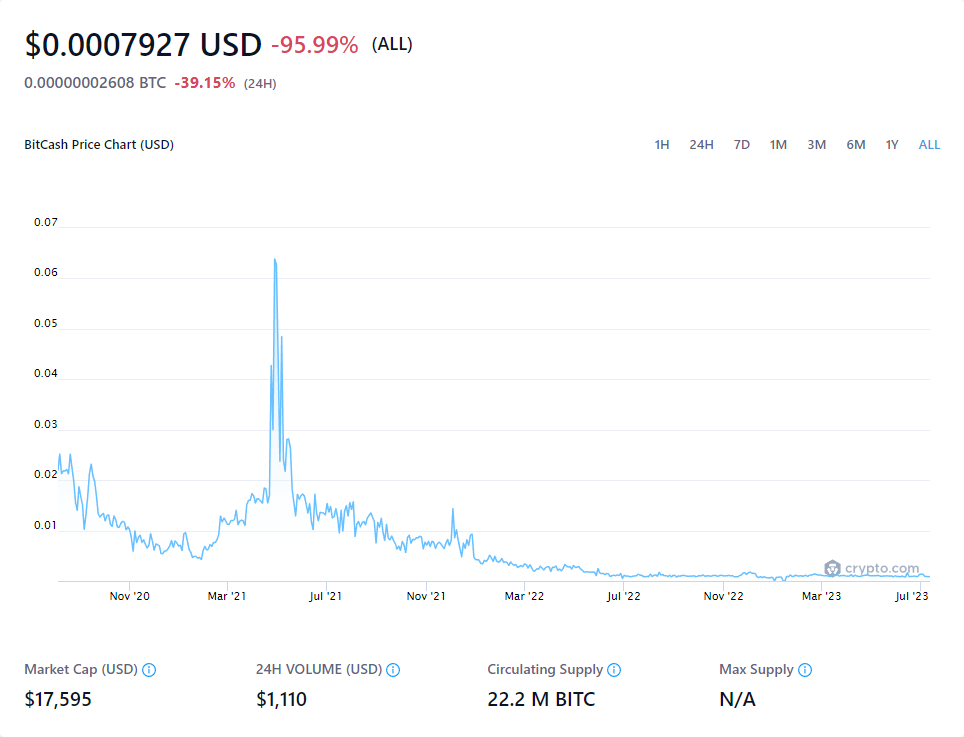 $0.0007927 USD -95.99% (ALL)
0.00000002608 BTC -39.15% (24H)
BitCash Price Chart (USD) 1H 24H 7D 1M 3M 6M 1Y ALL
0.07
0.06
0.05
0.04
0.03
0.02
0.01
crypto.com
Nov '20 Mar '21 Jul '21 Nov '21 Mar '22 Jul '22 Nov '22 Mar '23 Jul '23
Market Cap (USD) 24H VOLUME (USD) Circulating Supply Max Supply
$17,595 $1,110 22.2 M BITC N/A